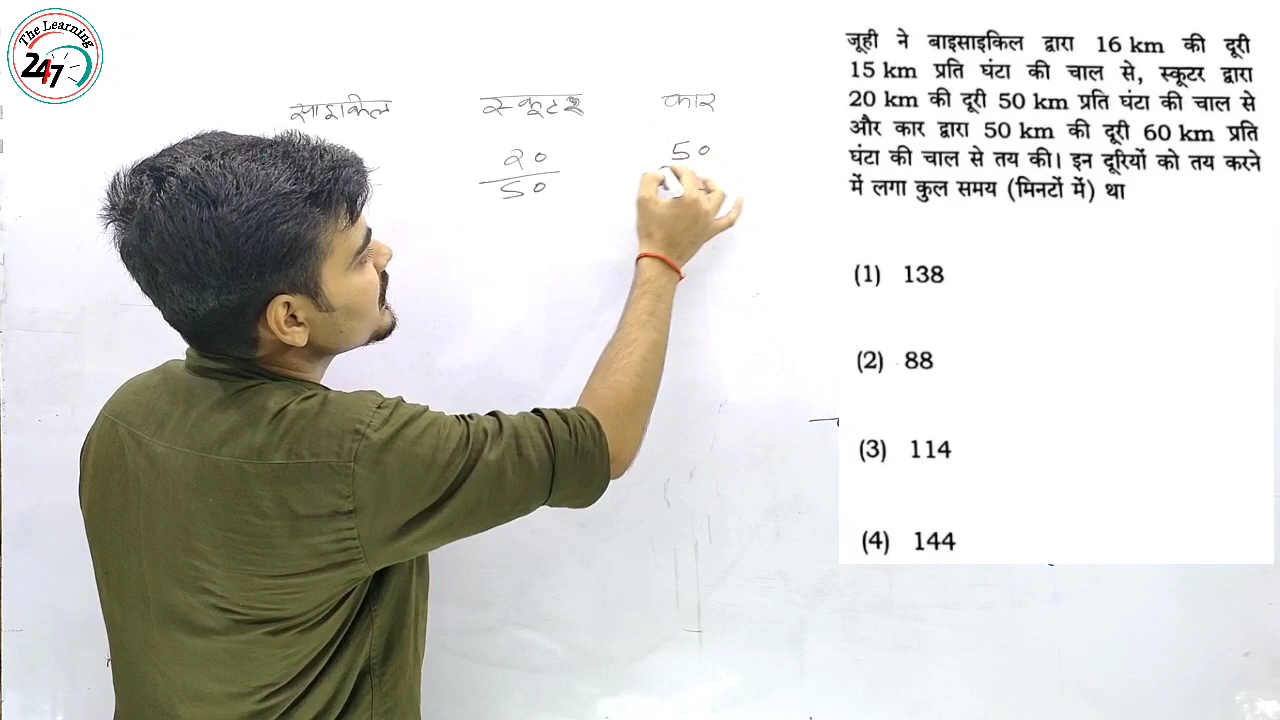 The Learning
247
साइकिल स्कूटर कार
20 50
50
जूही ने बाइसाइकिल द्वारा 16 km की दूरी
15 km प्रति घंटा की चाल से, स्कूटर द्वारा
20 km की दूरी 50 km प्रति घंटा की चाल से
और कार द्वारा 50 km की दूरी 60 km प्रति
घंटा की चाल से तय की। इन दूरियों को तय करने
में लगा कुल समय (मिनटों में) था
(1) 138
(2) 88
(3) 114
(4) 144